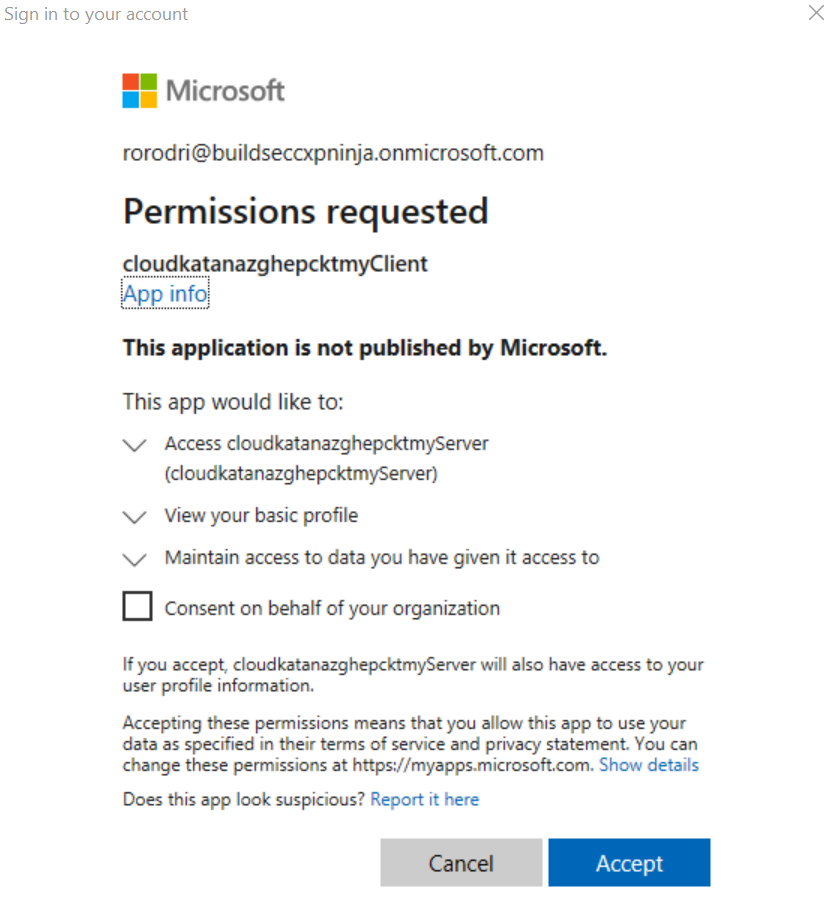 Sign in to your account
Microsoft
rorodri@buildseccxpninja.onmicrosoft.com
Permissions requested
cloudkatanazghepcktmyClient
App info
This application is not published by Microsoft.
This app would like to:
Access cloudkatanazghepcktmyServer
(cloudkatanazghepcktmyServer)
View your basic profile
Maintain access to data you have given it access to
Consent on behalf of your organization
If you accept, cloudkatanazghepcktmyServer will also have access to your
user profile information.
Accepting these permissions means that you allow this app to use your
data as specified in their terms of service and privacy statement. You can
change these permissions at https://myapps.microsoft.com. Show details
Does this app look suspicious? Report it here
Cancel Accept